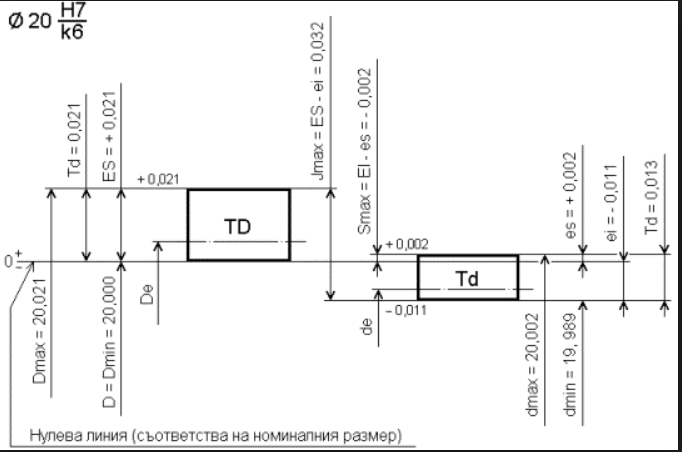 Ø 20 H7
k6
Td = 0,021
ES = + 0,021
Jmax = ES - ei = 0,032
Smax = EI - es = - 0,002
es = + 0,002
ei = - 0,011
Td = 0,013
+ 0,021
TD
+ 0,002
Td
- 0,011
0
+
-
De
de
Dmax = 20,021
D = Dmin = 20,000
dmax = 20,002
dmin = 19, 989
Нулева линия (съответства на номиналния размер)